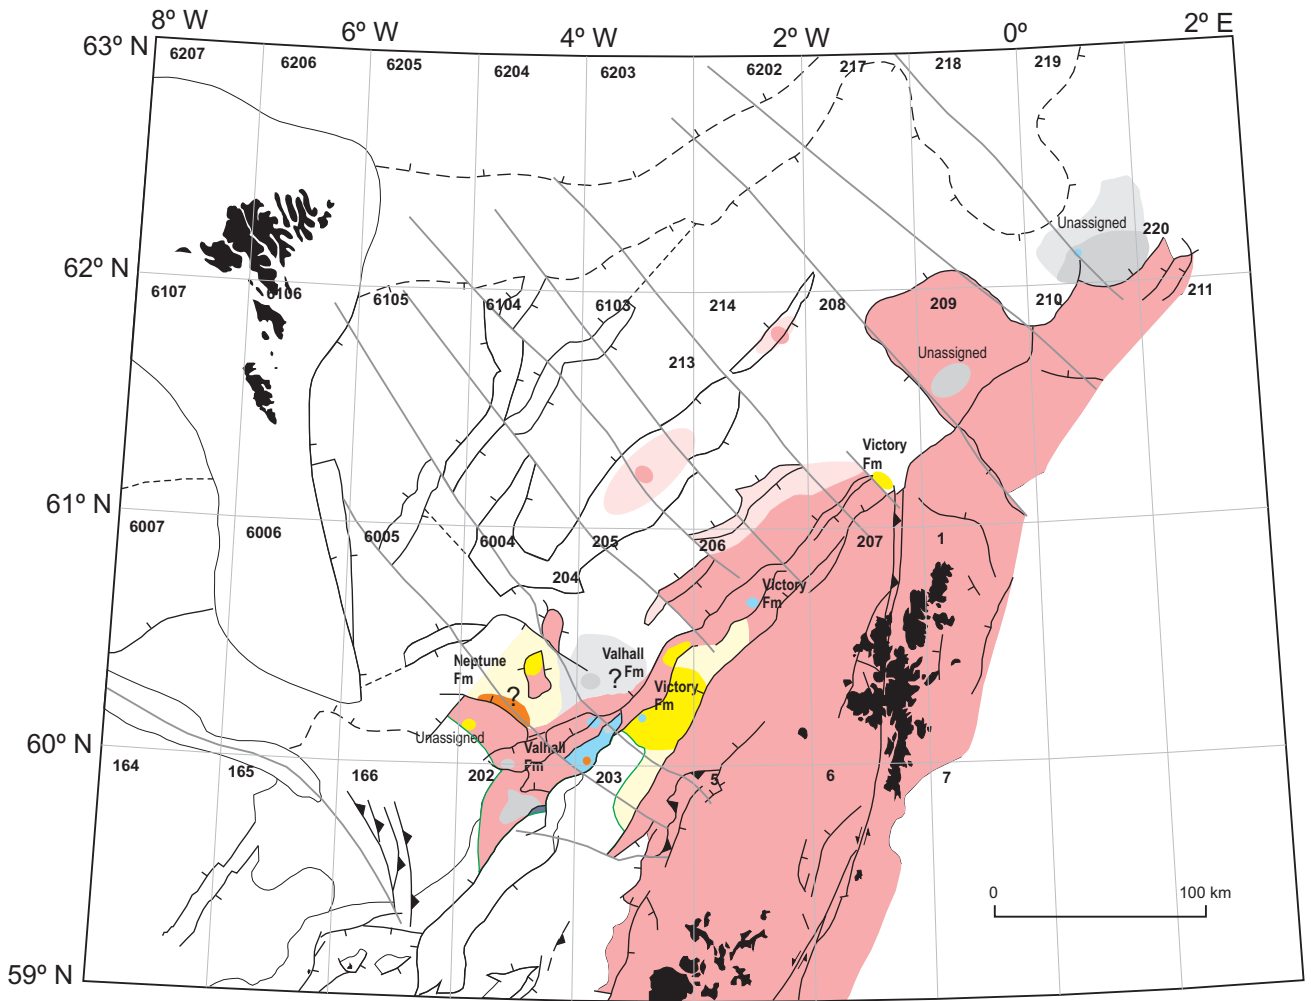 8º W
6º W
4º W
2º W
0º
2º E
63º N
6207
6206
6205
6204
6203
6202
217
218
219
Unassigned
220
62º N
6107
6106
6105
6104
6103
214
208
209
210
211
213
Unassigned
Victory
Fm
61º N
6007
6006
6005
6004
205
206
207
1
204
Victory
Fm
Neptune
Fm
?
Valhall
Fm
?
Victory
Fm
Unassigned
Valhall
Fm
60º N
164
165
166
202
203
5
6
7
0
100 km
59º N